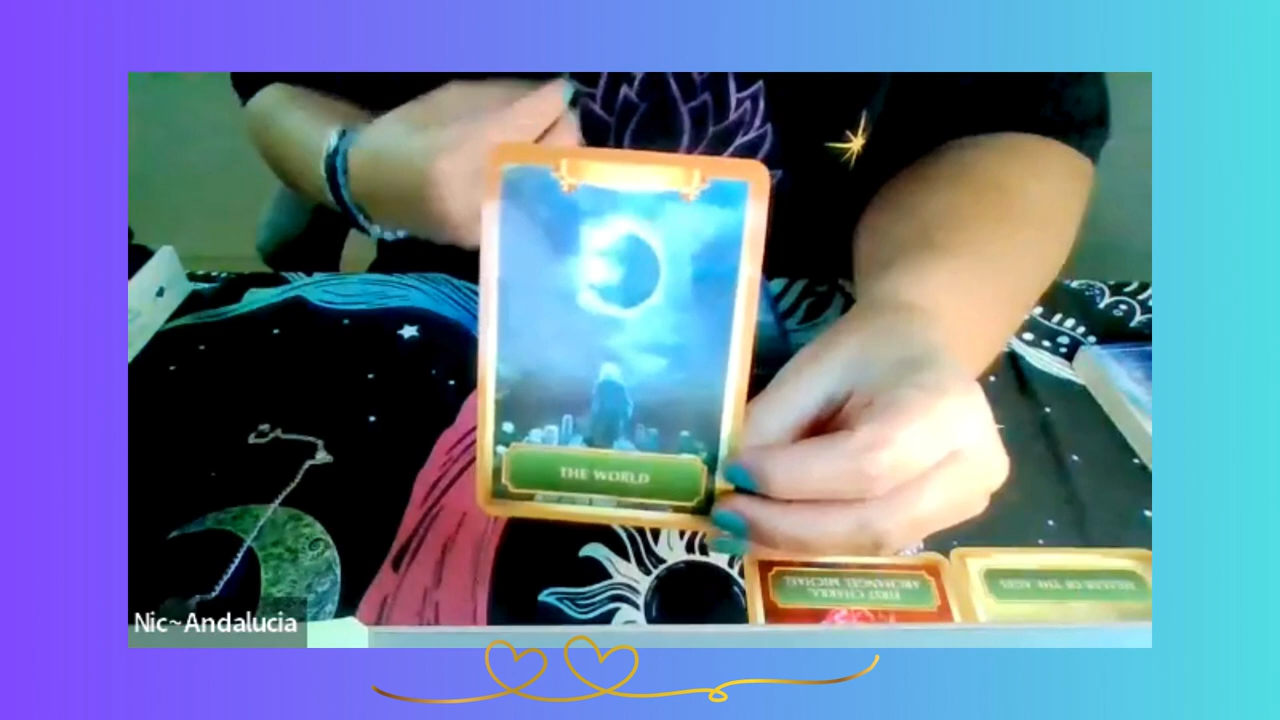 THE WORLD
FIRST CHAKRA,
ARCHANGEL MICHAEL
HEALER OF THE AGES
Nic~Andalucia